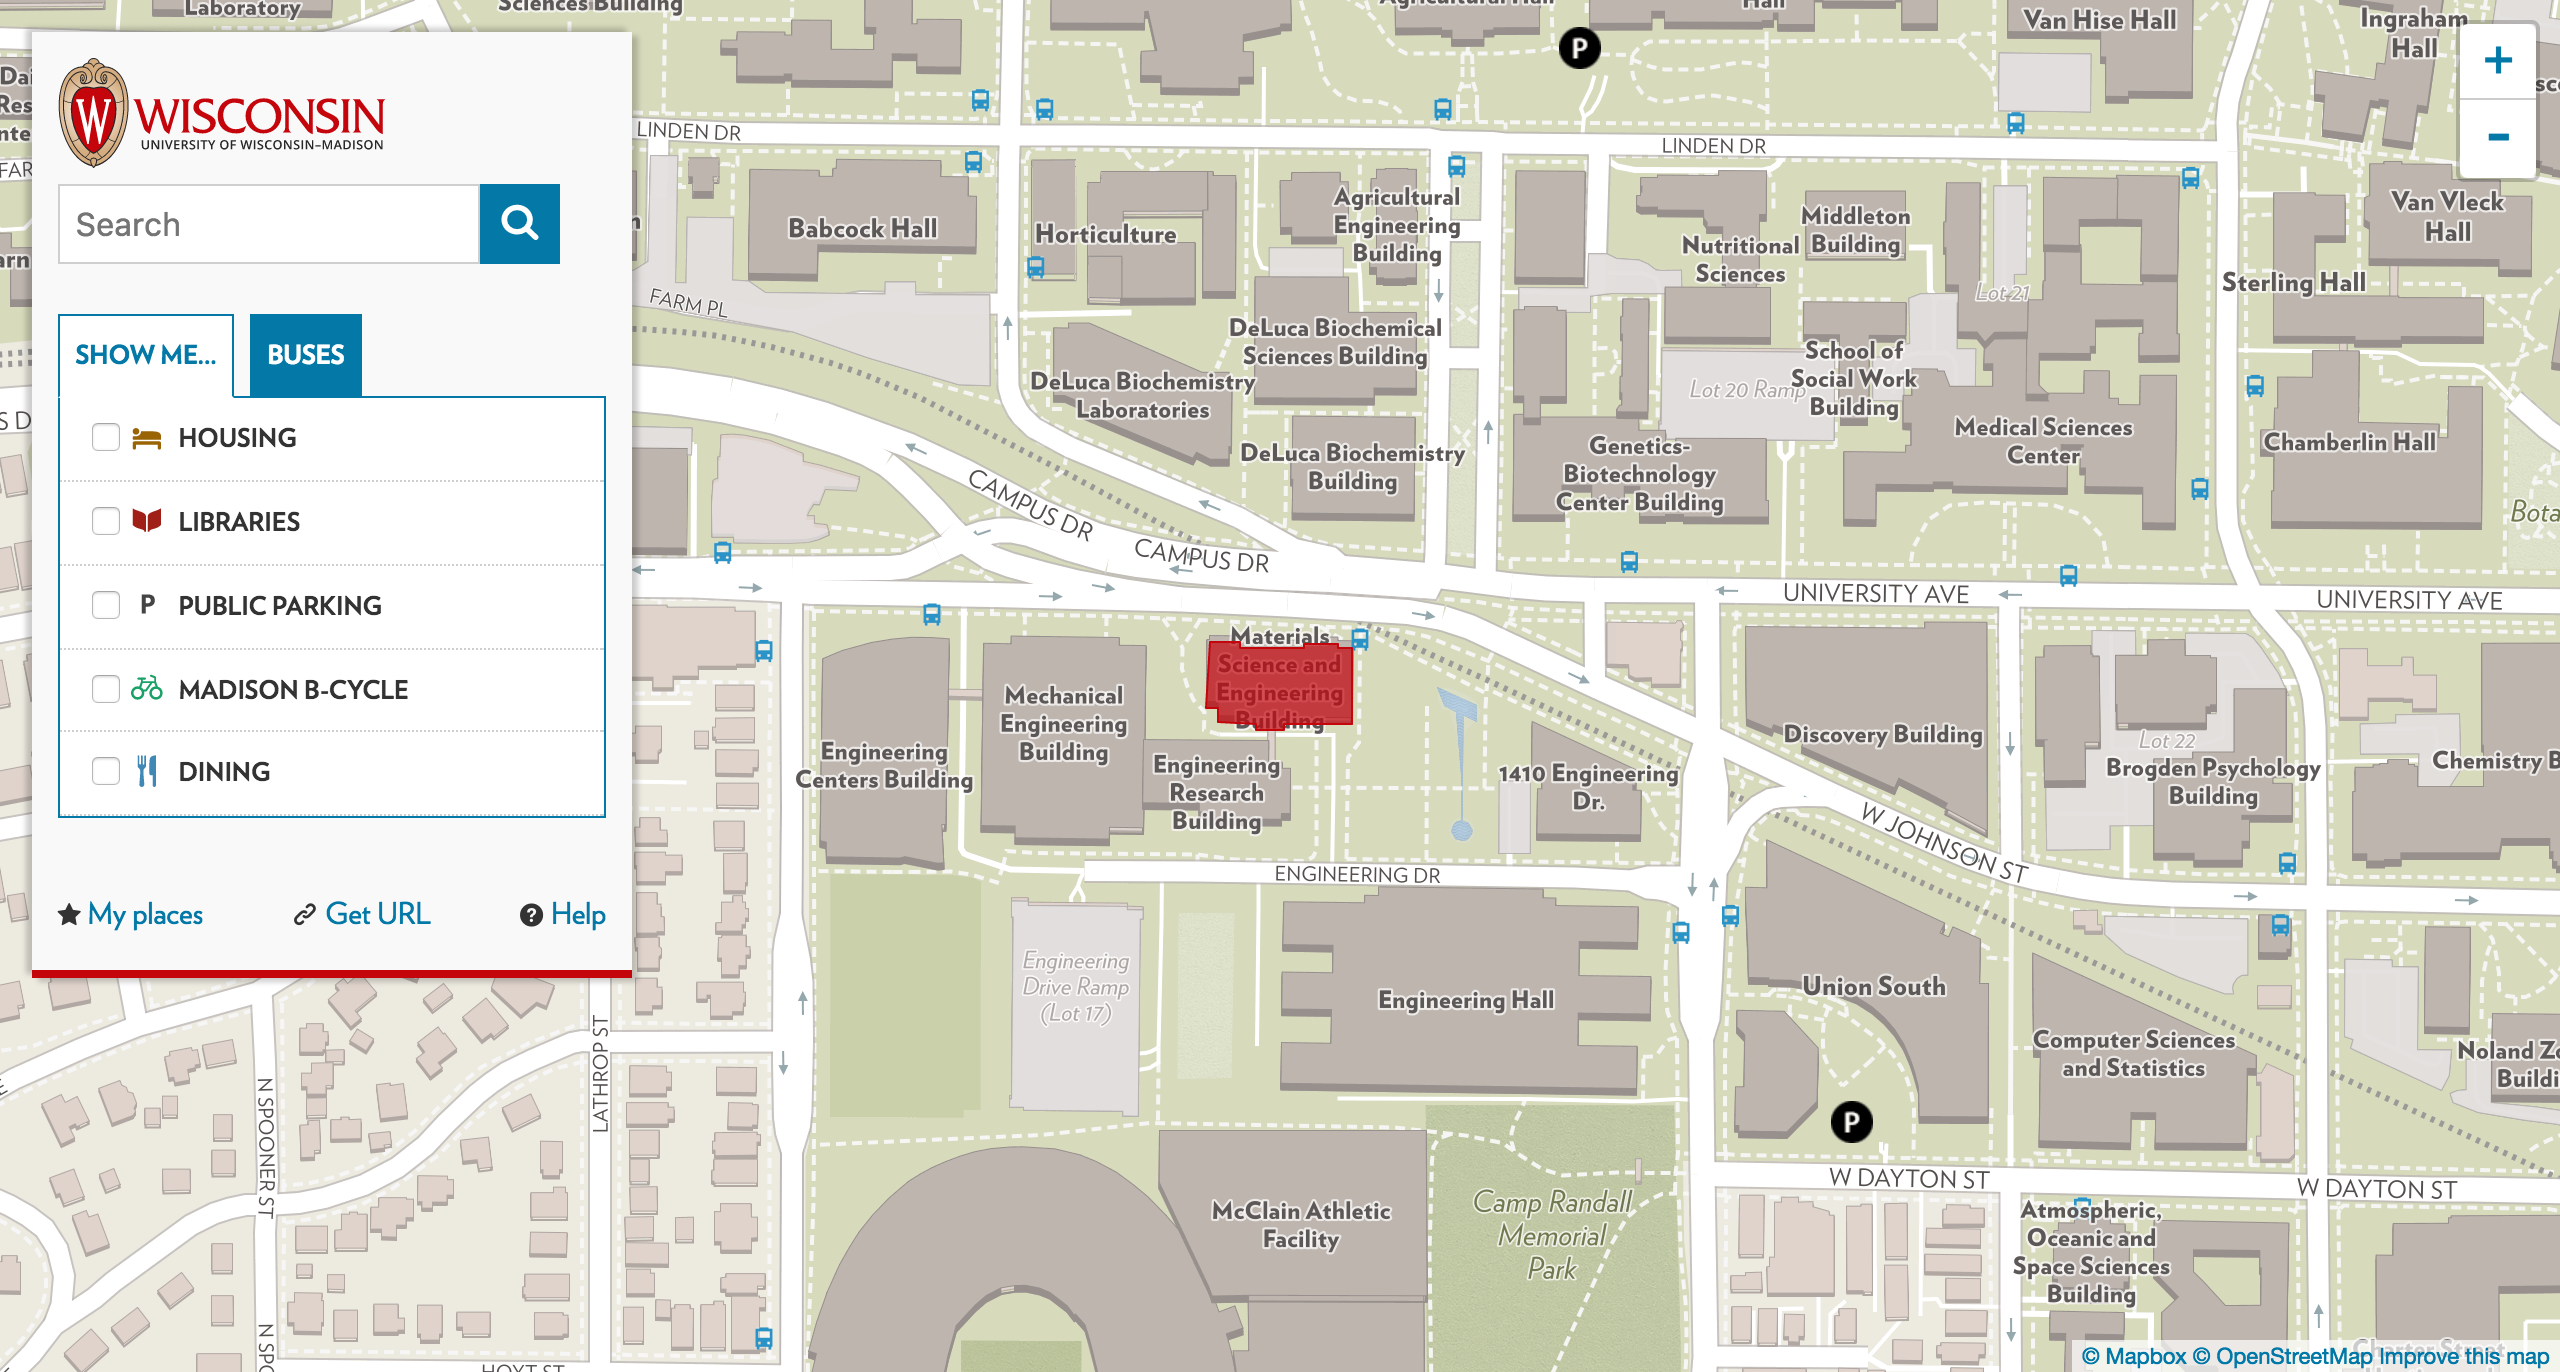 Laboratory
Sciences Building
Agricultural Hall
Hall
Van Hise Hall
Ingraham
Hall
P
+
−
W
WISCONSIN
UNIVERSITY OF WISCONSIN–MADISON
Search
SHOW ME...
BUSES
HOUSING
LIBRARIES
P PUBLIC PARKING
MADISON B-CYCLE
DINING
My places
Get URL
? Help
LINDEN DR
LINDEN DR
Babcock Hall
Horticulture
Agricultural
Engineering
Building
Nutritional
Sciences
Middleton
Building
Van Vleck
Hall
Lot 21
Sterling Hall
FARM PL
DeLuca Biochemical
Sciences Building
DeLuca Biochemistry
Laboratories
Lot 20 Ramp
School of
Social Work
Building
DeLuca Biochemistry
Building
Genetics-
Biotechnology
Center Building
Medical Sciences
Center
Chamberlin Hall
Bota
CAMPUS DR
CAMPUS DR
UNIVERSITY AVE
UNIVERSITY AVE
Materials
Science and
Engineering
Building
Mechanical
Engineering
Building
Engineering
Centers Building
Engineering
Research
Building
1410 Engineering
Dr.
Discovery Building
Lot 22
Brogden Psychology
Building
Chemistry B
W JOHNSON ST
ENGINEERING DR
Engineering
Drive Ramp
(Lot 17)
Engineering Hall
Union South
Computer Sciences
and Statistics
Noland Zo
Buildi
LATHROP ST
N SPOONER ST
P
W DAYTON ST
W DAYTON ST
McClain Athletic
Facility
Camp Randall
Memorial
Park
Atmospheric,
Oceanic and
Space Sciences
Building
N SPO
HOYT ST
Charter Street
© Mapbox © OpenStreetMap Improve this map